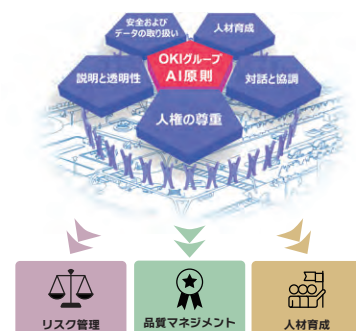 安全および
データの取り扱い
人材育成
OKIグループ
AI原則
説明と透明性
対話と協調
人権の尊重
リスク管理
品質マネジメント
人材育成